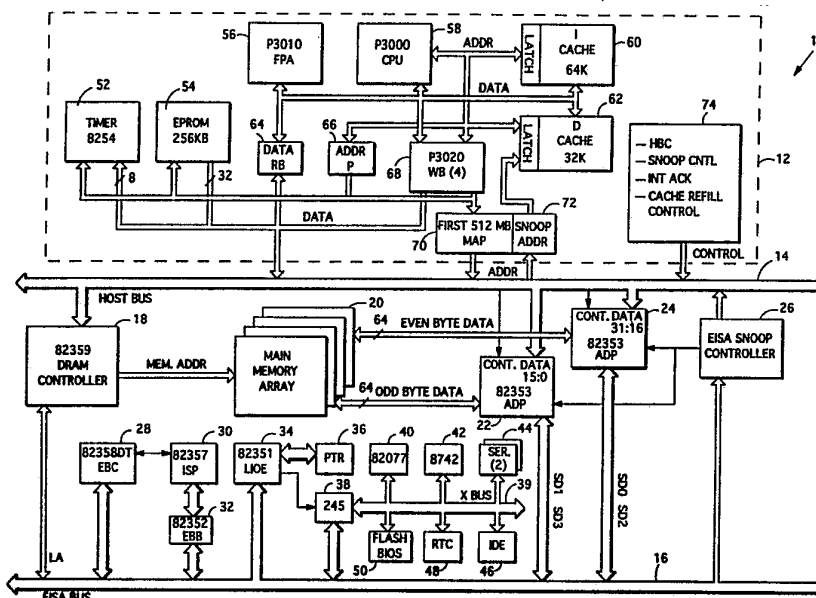 56
P3010
FPA
58
P3000
CPU
ADDR
LATCH
I
CACHE
64K
60
1
52
TIMER
8254
54
EPROM
256KB
DATA
62
64
DATA
RB
66
ADDR
P
68
P3020
WB (4)
LATCH
D
CACHE
32K
74
— HBC
— SNOOP CNTL
— INT ACK
— CACHE REFILL
CONTROL
12
8
32
DATA
72
FIRST 512 MB
MAP
SNOOP
ADDR
70
CONTROL
ADDR
14
HOST BUS
18
82359
DRAM
CONTROLLER
MEM. ADDR
20
MAIN
MEMORY
ARRAY
64
EVEN BYTE DATA
64
ODD BYTE DATA
CONT. DATA
31:16
82353
ADP
24
CONT. DATA
15:0
82353
ADP
22
26
EISA SNOOP
CONTROLLER
28
82358DT
EBC
30
82357
ISP
32
82352
EBB
34
82351
LIOE
36
PTR
38
245
40
82077
42
8742
44
SER.
(2)
X BUS
39
FLASH
BIOS
50
RTC
48
IDE
46
SD1
SD3
SD0
SD2
LA
16
EISA BUS